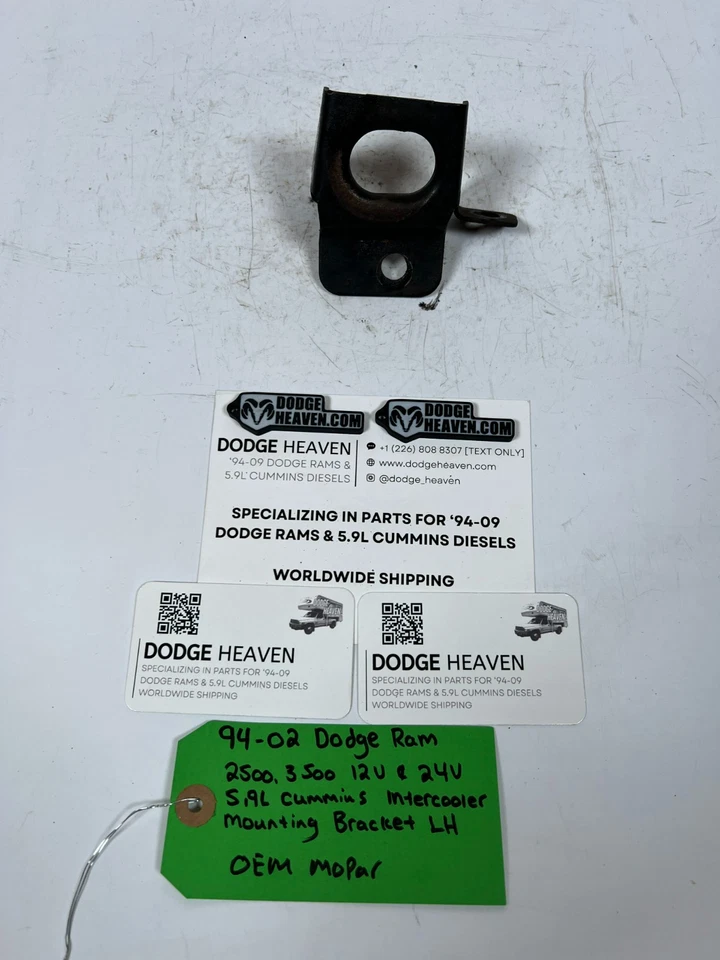 DODGE
HEAVEN.COM
DODGE
HEAVEN.COM
DODGE HEAVEN
'94-09 DODGE RAMS &
5.9L CUMMINS DIESELS
+1 (226) 808 8307 [TEXT ONLY]
www.dodgeheaven.com
@dodge_heaven
SPECIALIZING IN PARTS FOR '94-09
DODGE RAMS & 5.9L CUMMINS DIESELS
WORLDWIDE SHIPPING
DODGE HEAVEN
SPECIALIZING IN PARTS FOR '94-09
DODGE RAMS & 5.9L CUMMINS DIESELS
WORLDWIDE SHIPPING
DODGE HEAVEN
SPECIALIZING IN PARTS FOR '94-09
DODGE RAMS & 5.9L CUMMINS DIESELS
WORLDWIDE SHIPPING
94-02 Dodge Ram
2500, 3500 12V & 24V
5.9L Cummins Intercooler
Mounting Bracket LH
OEM Mopar